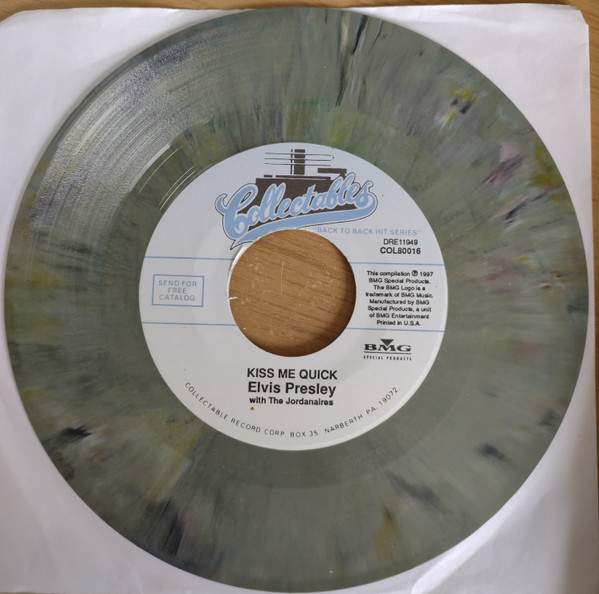 Collectables
"BACK TO BACK HIT SERIES"
DRE11949
COL80016
SEND FOR
FREE
CATALOG
This compilation ℗ 1997
BMG Special Products.
The BMG Logo is a
trademark of BMG Music.
Manufactured by BMG
Special Products, a unit
of BMG Entertainment
Printed in U.S.A.
BMG
SPECIAL PRODUCTS
KISS ME QUICK
Elvis Presley
with The Jordanaires
COLLECTABLE RECORD CORP. BOX 35, NARBERTH PA. 19072